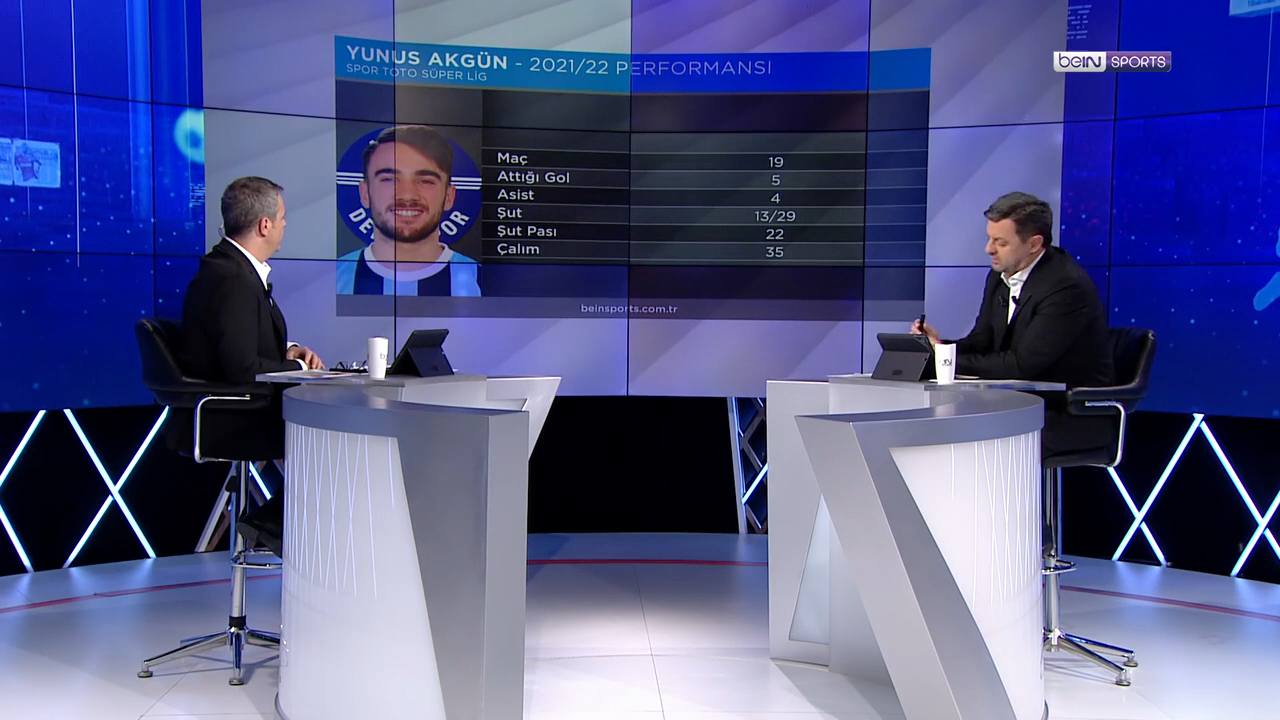 YUNUS AKGÜN - 2021/22 PERFORMANSI
SPOR TOTO SÜPER LİG
beIN SPORTS
Maç 19
Attığı Gol 5
Asist 4
Şut 13/29
Şut Pası 22
Çalım 35
beinsports.com.tr